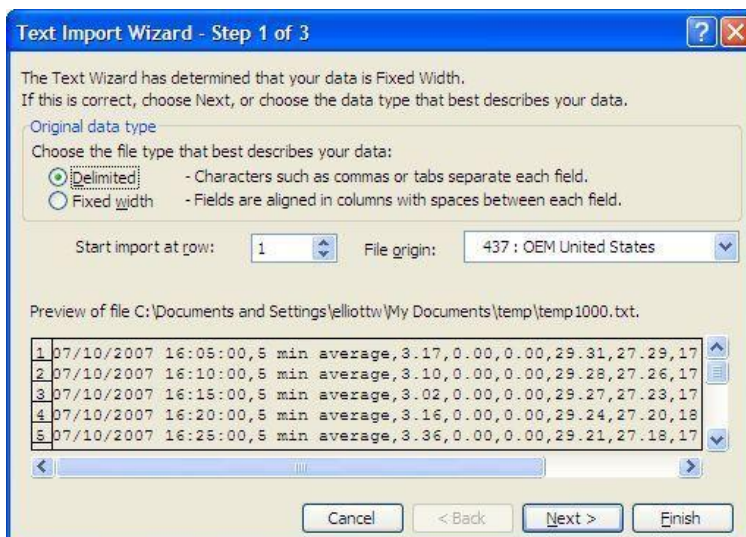 Text Import Wizard - Step 1 of 3
The Text Wizard has determined that your data is Fixed Width.
If this is correct, choose Next, or choose the data type that best describes your data.
Original data type
Choose the file type that best describes your data:
Delimited - Characters such as commas or tabs separate each field.
Fixed width - Fields are aligned in columns with spaces between each field.
Start import at row: 1 File origin: 437 : OEM United States
Preview of file C:\Documents and Settings\elliottw\My Documents\temp\temp1000.txt.
1 07/10/2007 16:05:00,5 min average,3.17,0.00,0.00,29.31,27.29,17
2 07/10/2007 16:10:00,5 min average,3.10,0.00,0.00,29.28,27.26,17
3 07/10/2007 16:15:00,5 min average,3.02,0.00,0.00,29.27,27.23,17
4 07/10/2007 16:20:00,5 min average,3.16,0.00,0.00,29.24,27.20,18
5 07/10/2007 16:25:00,5 min average,3.36,0.00,0.00,29.21,27.18,17
Cancel < Back Next > Finish